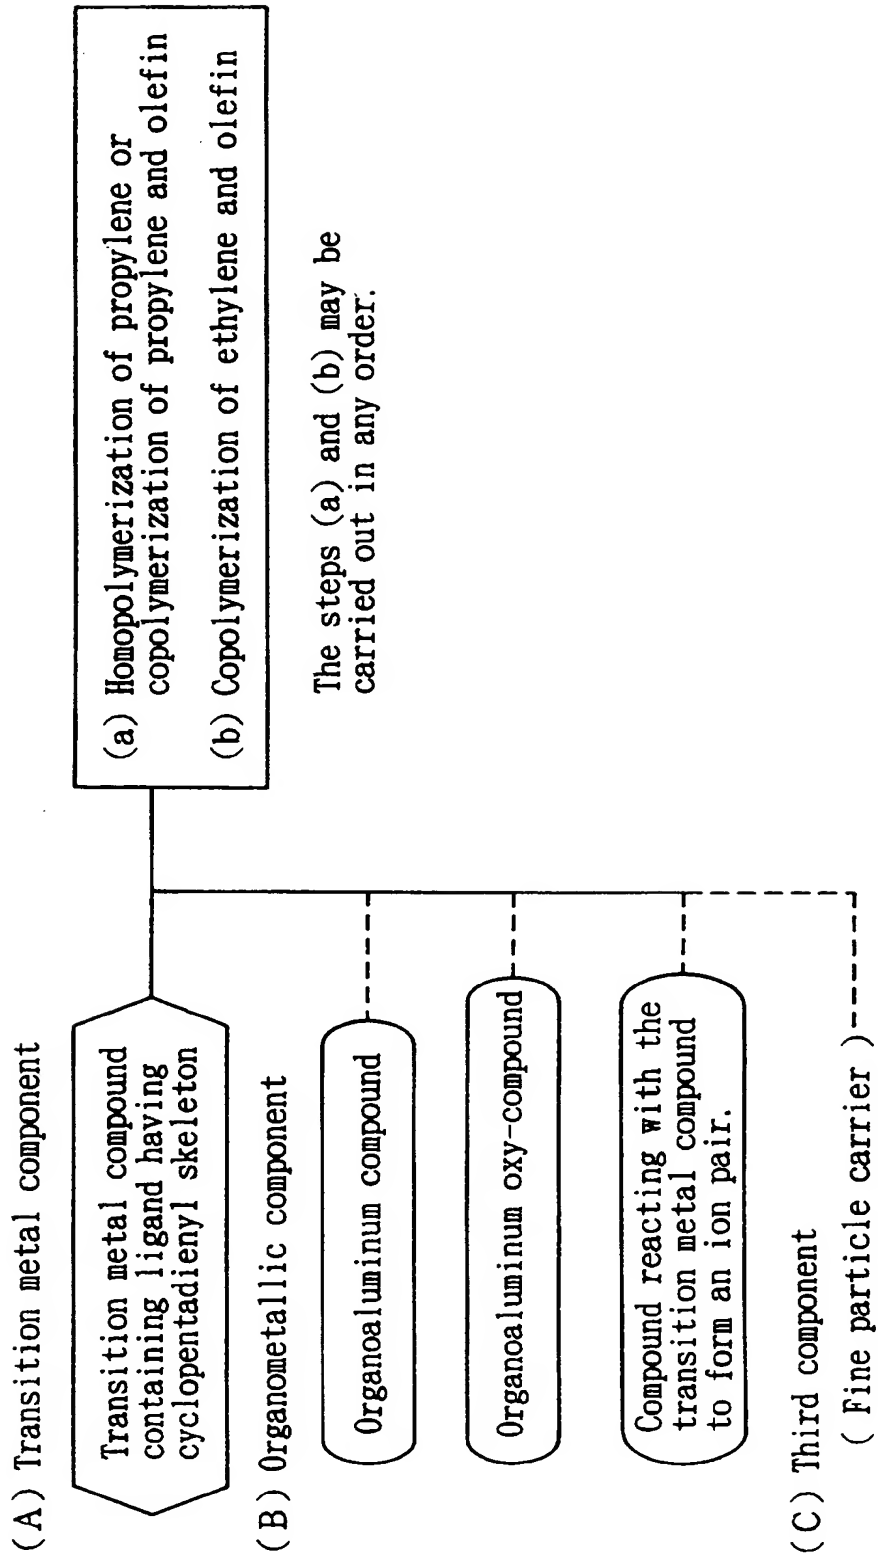 (A) Transition metal component
Transition metal compound
containing ligand having
cyclopentadienyl skeleton
(B) Organometallic component
Organoaluminum compound
Organoaluminum oxy-compound
Compound reacting with the
transition metal compound
to form an ion pair.
(C) Third component
( Fine particle carrier )
(a) Homopolymerization of propylene or
copolymerization of propylene and olefin
(b) Copolymerization of ethylene and olefin
The steps (a) and (b) may be
carried out in any order.